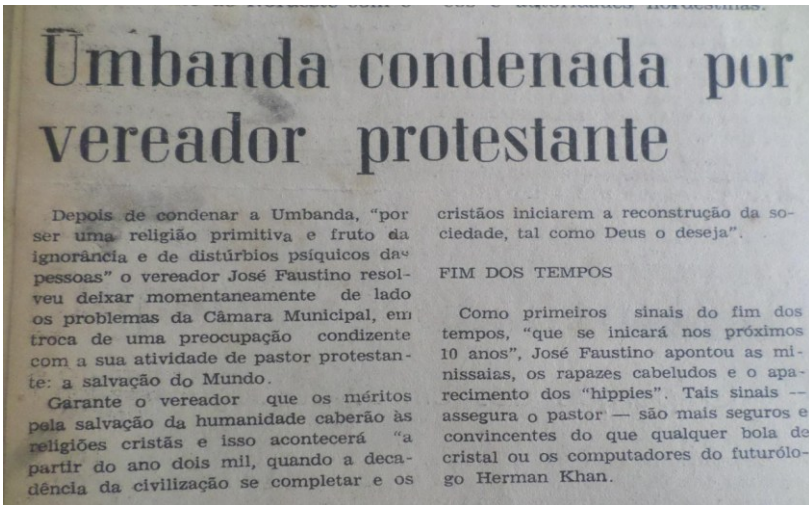 Umbanda condenada por
vereador protestante
Depois de condenar a Umbanda, "por
ser uma religião primitiva e fruto da
ignorância e de distúrbios psíquicos das
pessoas" o vereador José Faustino resol-
veu deixar momentaneamente de lado
os problemas da Câmara Municipal, em
troca de uma preocupação condizente
com a sua atividade de pastor protestan-
te: a salvação do Mundo.
Garante o vereador que os méritos
pela salvação da humanidade caberão às
religiões cristãs e isso acontecerá "a
partir do ano dois mil, quando a deca-
dência da civilização se completar e os
cristãos iniciarem a reconstrução da so-
ciedade, tal como Deus o deseja".
FIM DOS TEMPOS
Como primeiros sinais do fim dos
tempos, "que se inicará nos próximos
10 anos", José Faustino apontou as mi-
nissaias, os rapazes cabeludos e o apa-
recimento dos "hippies". Tais sinais —
assegura o pastor — são mais seguros e
convincentes do que qualquer bola de
cristal ou os computadores do futurólo-
go Herman Khan.